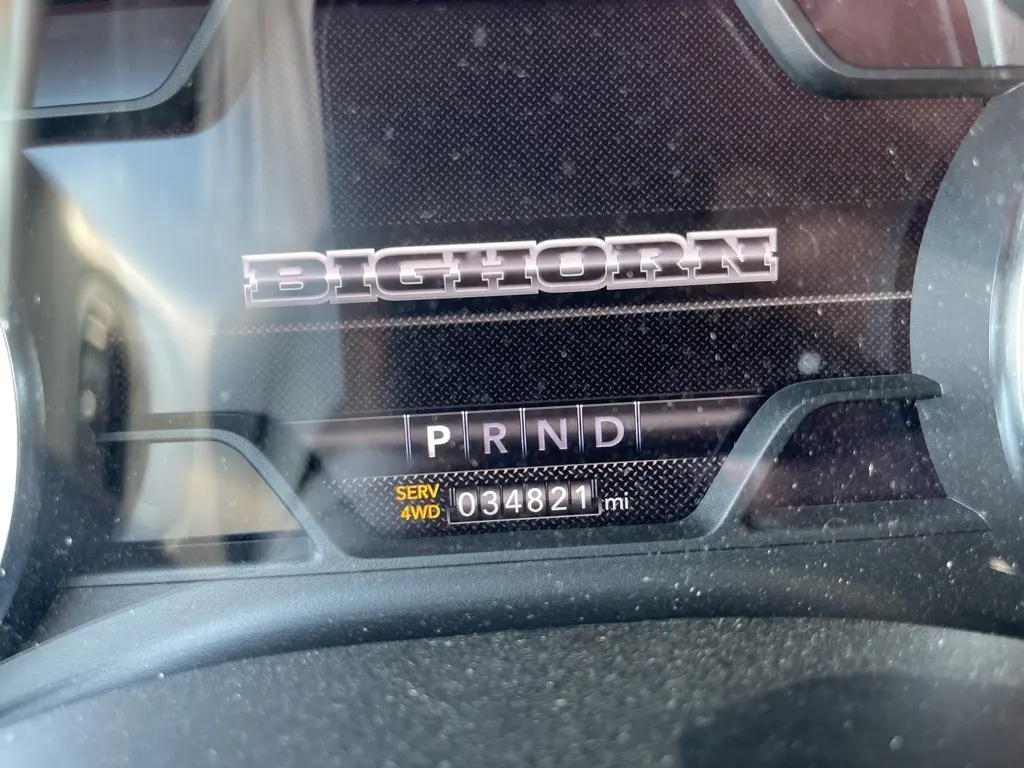 BIGHORN
P R N D
SERV
4WD 034821 mi